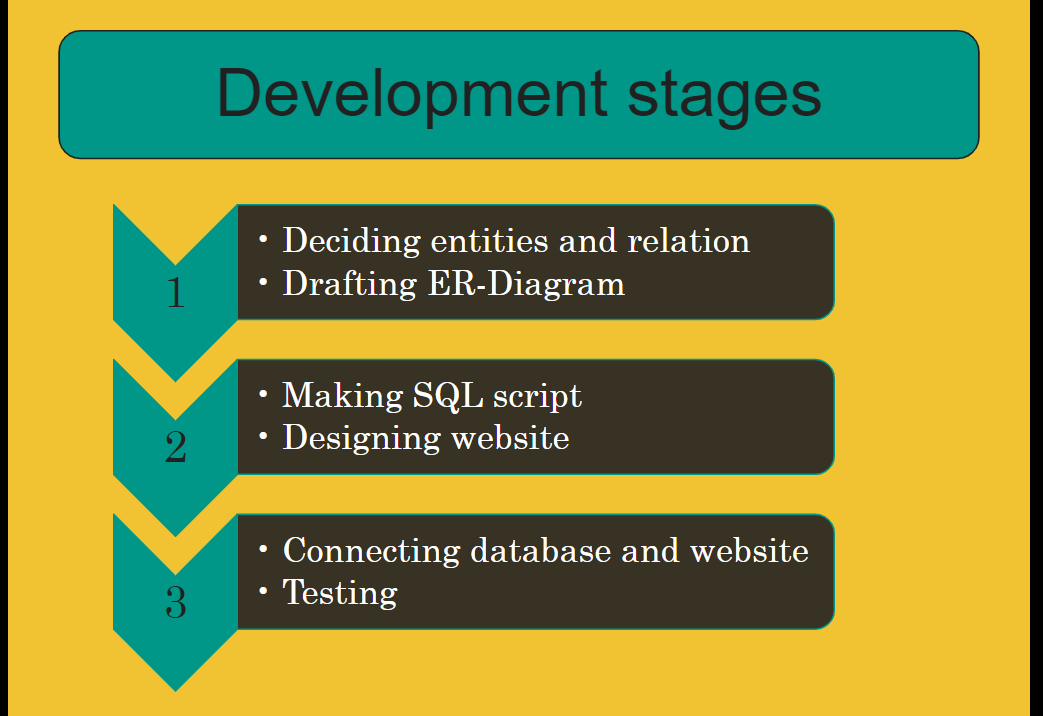 Development stages
1
• Deciding entities and relation
• Drafting ER-Diagram
2
• Making SQL script
• Designing website
3
• Connecting database and website
• Testing